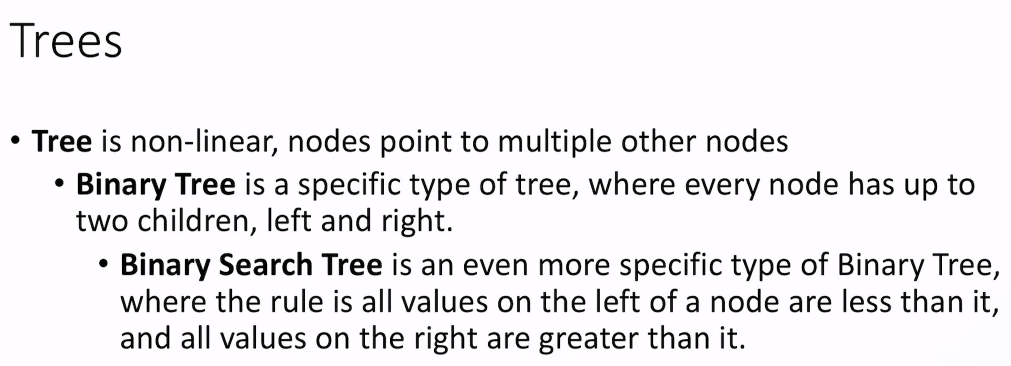 Trees
• Tree is non-linear, nodes point to multiple other nodes
• Binary Tree is a specific type of tree, where every node has up to
two children, left and right.
• Binary Search Tree is an even more specific type of Binary Tree,
where the rule is all values on the left of a node are less than it,
and all values on the right are greater than it.